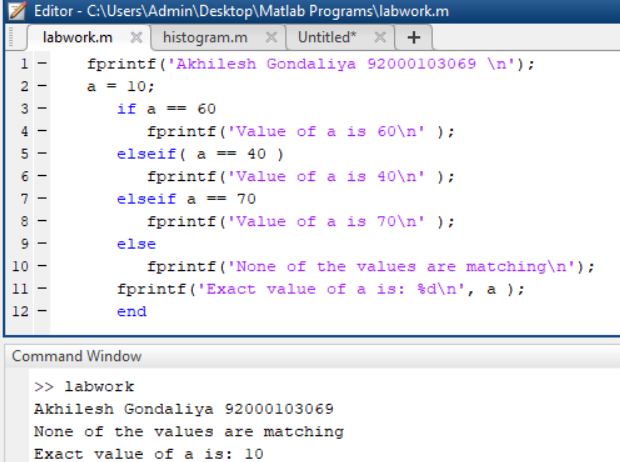 Editor - C:\Users\Admin\Desktop\Matlab Programs\labwork.m
labwork.m × histogram.m × Untitled* × +
1 - fprintf('Akhilesh Gondaliya 92000103069 \n');
2 - a = 10;
3 - if a == 60
4 - fprintf('Value of a is 60\n' );
5 - elseif( a == 40 )
6 - fprintf('Value of a is 40\n' );
7 - elseif a == 70
8 - fprintf('Value of a is 70\n' );
9 - else
10 - fprintf('None of the values are matching\n');
11 - fprintf('Exact value of a is: %d\n', a );
12 - end
Command Window
>> labwork
Akhilesh Gondaliya 92000103069
None of the values are matching
Exact value of a is: 10